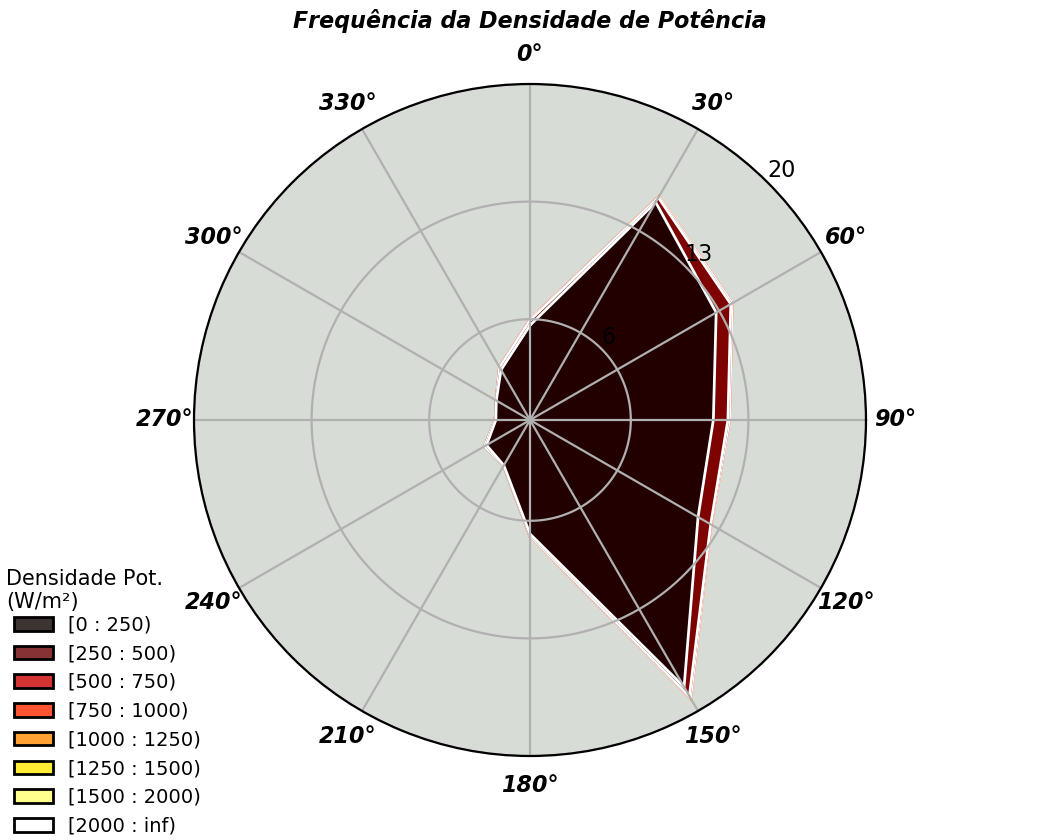 Frequência da Densidade de Potência
0°
330°
30°
20
300°
60°
13
6
270°
90°
240°
120°
210°
150°
180°
Densidade Pot.
(W/m²)
[0 : 250)
[250 : 500)
[500 : 750)
[750 : 1000)
[1000 : 1250)
[1250 : 1500)
[1500 : 2000)
[2000 : inf)